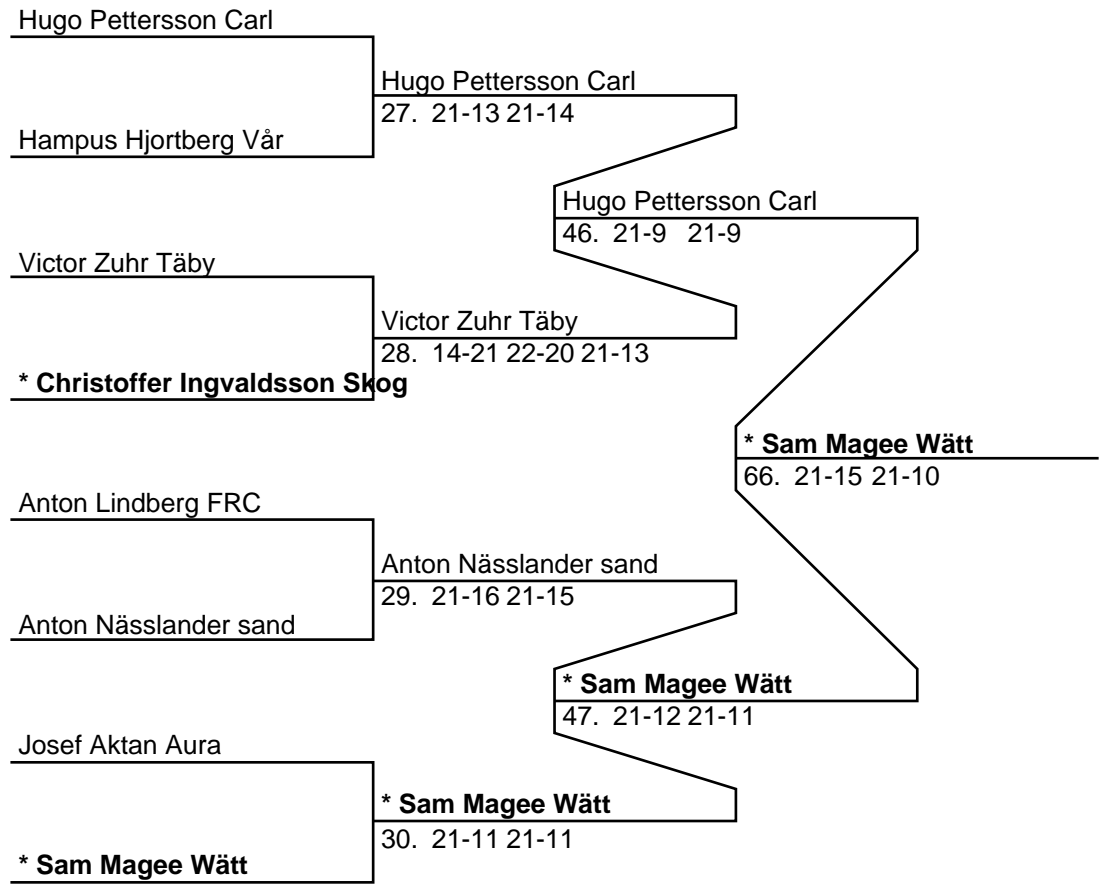 Hugo Pettersson Carl
Hugo Pettersson Carl
27. 21-13 21-14
Hampus Hjortberg Vår
Hugo Pettersson Carl
46. 21-9 21-9
Victor Zuhr Täby
Victor Zuhr Täby
28. 14-21 22-20 21-13
* Christoffer Ingvaldsson Skog
* Sam Magee Wätt
66. 21-15 21-10
Anton Lindberg FRC
Anton Nässlander sand
29. 21-16 21-15
Anton Nässlander sand
* Sam Magee Wätt
47. 21-12 21-11
Josef Aktan Aura
* Sam Magee Wätt
30. 21-11 21-11
* Sam Magee Wätt